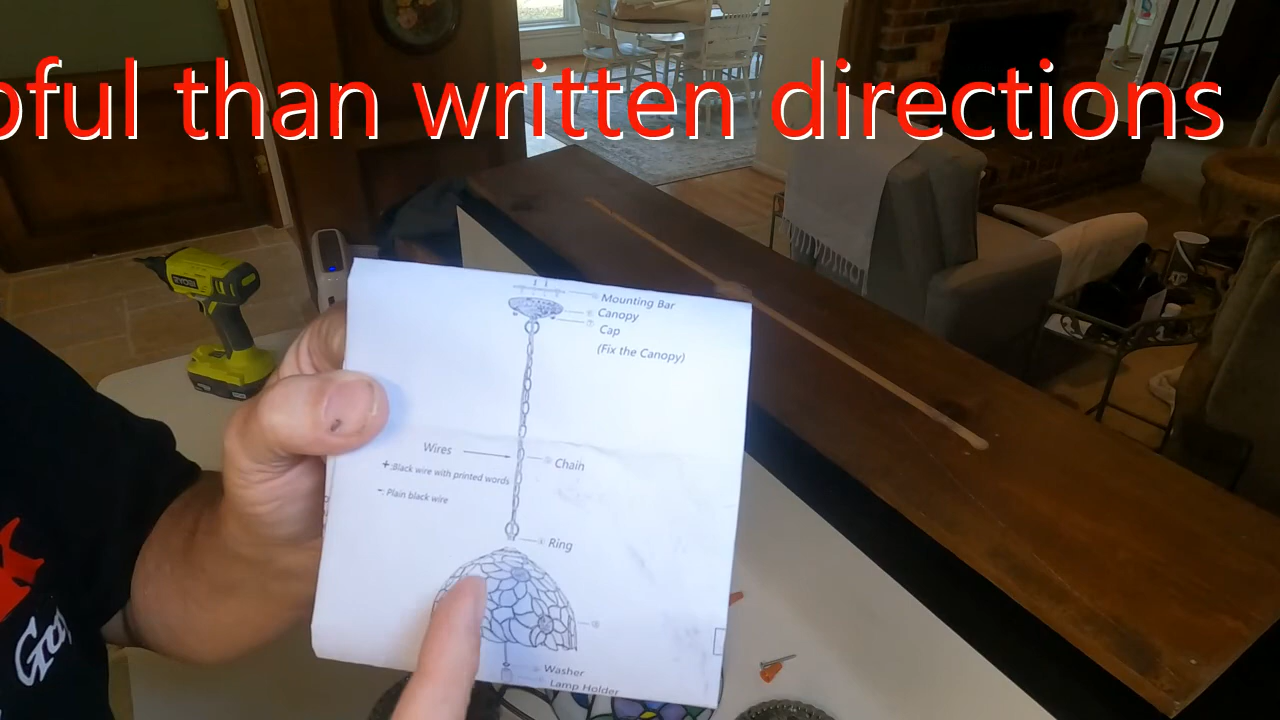 than written directions
RYOBI
Mounting Bar
Canopy
Cap
(Fix the Canopy)
Wires
Chain
+:Black wire with printed words
-: Plain black wire
Ring
Washer
Lamp Holder